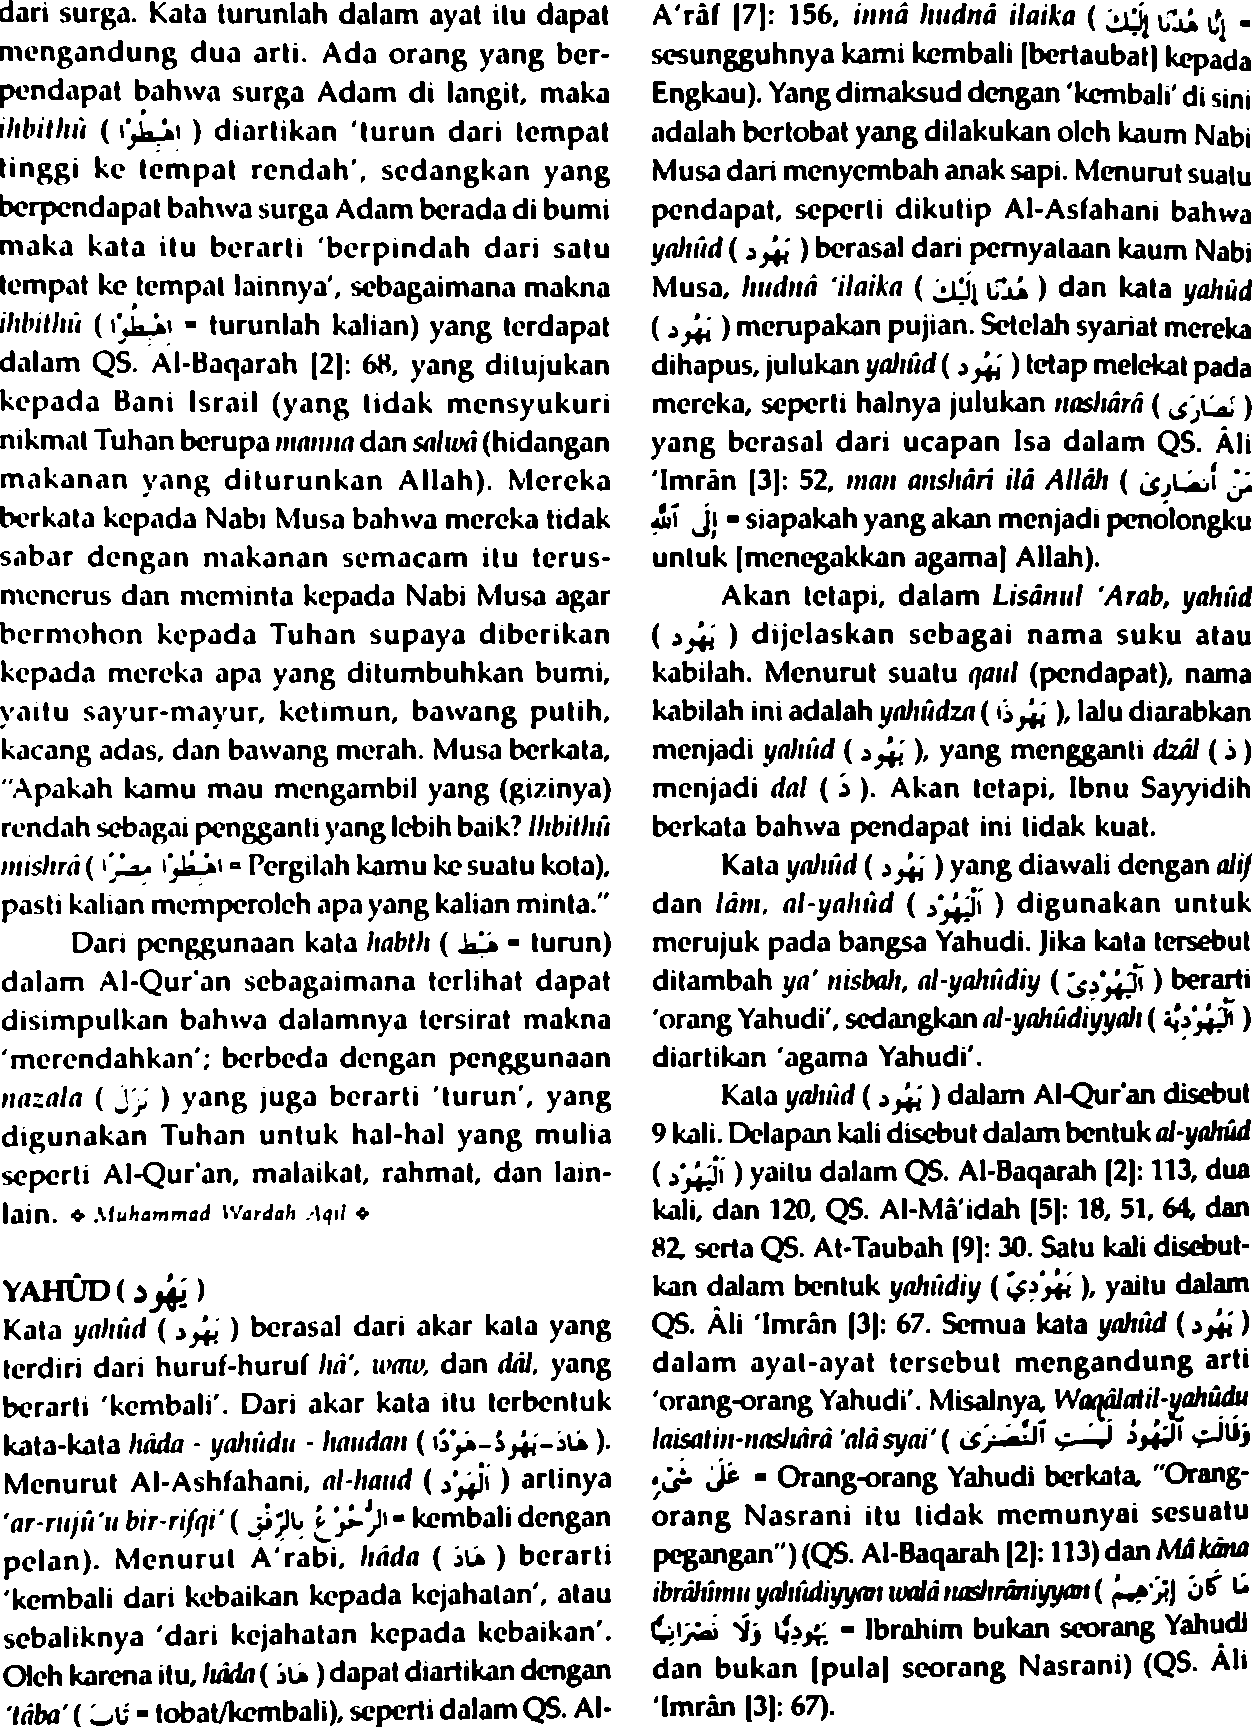 dari surga. Kata turunlah dalam ayat itu dapat
mengandung dua arti. Ada orang yang ber-
pendapat bahwa surga Adam di langit, maka
ihbithû ( اهْبِطُوْا ) diartikan 'turun dari tempat
tinggi ke tempat rendah', sedangkan yang
berpendapat bahwa surga Adam berada di bumi
maka kata itu berarti 'berpindah dari satu
tempat ke tempat lainnya', sebagaimana makna
ihbithû ( اهْبِطُوْا = turunlah kalian) yang terdapat
dalam QS. Al-Baqarah [2]: 68, yang ditujukan
kepada Bani Israil (yang tidak mensyukuri
nikmat Tuhan berupa manna dan salwâ (hidangan
makanan yang diturunkan Allah). Mereka
berkata kepada Nabi Musa bahwa mereka tidak
sabar dengan makanan semacam itu terus-
menerus dan meminta kepada Nabi Musa agar
bermohon kepada Tuhan supaya diberikan
kepada mereka apa yang ditumbuhkan bumi,
yaitu sayur-mayur, ketimun, bawang putih,
kacang adas, dan bawang merah. Musa berkata,
"Apakah kamu mau mengambil yang (gizinya)
rendah sebagai pengganti yang lebih baik? Ihbithû
mishrâ ( اهْبِطُوْا مِصْرًا = Pergilah kamu ke suatu kota),
pasti kalian memperoleh apa yang kalian minta."
Dari penggunaan kata habth ( هَبْط = turun)
dalam Al-Qur'an sebagaimana terlihat dapat
disimpulkan bahwa dalamnya tersirat makna
'merendahkan'; berbeda dengan penggunaan
nazala ( نَزَلَ ) yang juga berarti 'turun', yang
digunakan Tuhan untuk hal-hal yang mulia
seperti Al-Qur'an, malaikat, rahmat, dan lain-
lain. ❖ Muhammad Wardah Aqil ❖
YAHÛD ( يَهُود )
Kata yahûd ( يَهُود ) berasal dari akar kata yang
terdiri dari huruf-huruf hâ', waw, dan dâl, yang
berarti 'kembali'. Dari akar kata itu terbentuk
kata-kata hâda - yahûdu - haudan ( هَادَ-يَهُوْدُ-هَوْدًا ).
Menurut Al-Ashfahani, al-haud ( اَلْهَوْد ) artinya
'ar-rujû'u bir-rifqi' ( الرُّجُوْعُ بِالرِّفْقِ = kembali dengan
pelan). Menurut A'rabi, hâda ( هَادَ ) berarti
'kembali dari kebaikan kepada kejahatan', atau
sebaliknya 'dari kejahatan kepada kebaikan'.
Oleh karena itu, hâda ( هَادَ ) dapat diartikan dengan
'tâba' ( تَابَ = tobat/kembali), seperti dalam QS. Al-
A'râf [7]: 156, innâ hudnâ ilaika ( إِنَّا هُدْنَا إِلَيْكَ =
sesungguhnya kami kembali [bertaubat] kepada
Engkau). Yang dimaksud dengan 'kembali' di sini
adalah bertobat yang dilakukan oleh kaum Nabi
Musa dari menyembah anak sapi. Menurut suatu
pendapat, seperti dikutip Al-Asfahani bahwa
yahûd ( يَهُود ) berasal dari pernyataan kaum Nabi
Musa, hudnâ 'ilaika ( هُدْنَا إِلَيْكَ ) dan kata yahûd
( يَهُود ) merupakan pujian. Setelah syariat mereka
dihapus, julukan yahûd ( يَهُود ) tetap melekat pada
mereka, seperti halnya julukan nashârâ ( نَصَارَى )
yang berasal dari ucapan Isa dalam QS. Âli
'Imrân [3]: 52, man anshâri ilâ Allâh ( مَنْ أَنصَارِىٓ
إِلَى ٱللَّهِ = siapakah yang akan menjadi penolongku
untuk [menegakkan agama] Allah).
Akan tetapi, dalam Lisânul 'Arab, yahûd
( يَهُود ) dijelaskan sebagai nama suku atau
kabilah. Menurut suatu qaul (pendapat), nama
kabilah ini adalah yahûdza ( يَهُوذَا ), lalu diarabkan
menjadi yahûd ( يَهُود ), yang mengganti dzâl ( ذ )
menjadi dal ( دَ ). Akan tetapi, Ibnu Sayyidih
berkata bahwa pendapat ini tidak kuat.
Kata yahûd ( يَهُود ) yang diawali dengan alif
dan lâm, al-yahûd ( اَلْيَهُوْد ) digunakan untuk
merujuk pada bangsa Yahudi. Jika kata tersebut
ditambah ya' nisbah, al-yahûdiy ( اَلْيَهُوْدِيّ ) berarti
'orang Yahudi', sedangkan al-yahûdiyyah ( اَلْيَهُوْدِيَّة )
diartikan 'agama Yahudi'.
Kata yahûd ( يَهُود ) dalam Al-Qur'an disebut
9 kali. Delapan kali disebut dalam bentuk al-yahûd
( اَلْيَهُوْد ) yaitu dalam QS. Al-Baqarah [2]: 113, dua
kali, dan 120, QS. Al-Mâ'idah [5]: 18, 51, 64, dan
82, serta QS. At-Taubah [9]: 30. Satu kali disebut-
kan dalam bentuk yahûdiy ( يَهُوْدِيّ ), yaitu dalam
QS. Âli 'Imrân [3]: 67. Semua kata yahûd ( يَهُود )
dalam ayat-ayat tersebut mengandung arti
'orang-orang Yahudi'. Misalnya, Waqâlatil-yahûdu
laisatin-nashârâ 'alâ syai' ( وَقَالَتِ ٱلْيَهُودُ لَيْسَتِ ٱلنَّصَٰرَىٰ
عَلَىٰ شَىْءٍ = Orang-orang Yahudi berkata, "Orang-
orang Nasrani itu tidak memunyai sesuatu
pegangan") (QS. Al-Baqarah [2]: 113) dan Mâ kâna
ibrâhîmu yahûdiyyan walâ nashrâniyyan ( مَا كَانَ إِبْرَٰهِيمُ
يَهُودِيًّا وَلَا نَصْرَانِيًّا = Ibrahim bukan seorang Yahudi
dan bukan [pula] seorang Nasrani) (QS. Âli
'Imrân [3]: 67).